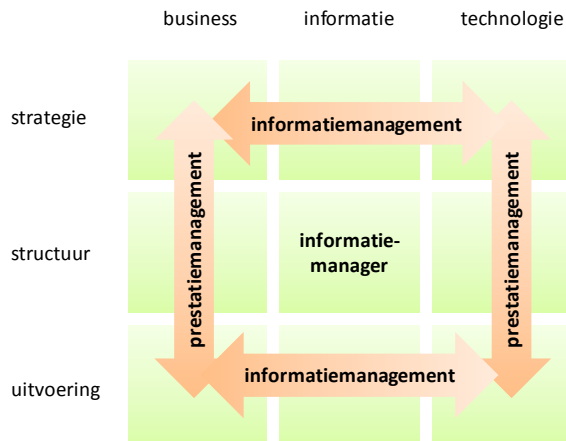 business informatie technologie
strategie
informatiemanagement
prestatiemanagement
prestatiemanagement
structuur
informatie-
manager
uitvoering
informatiemanagement